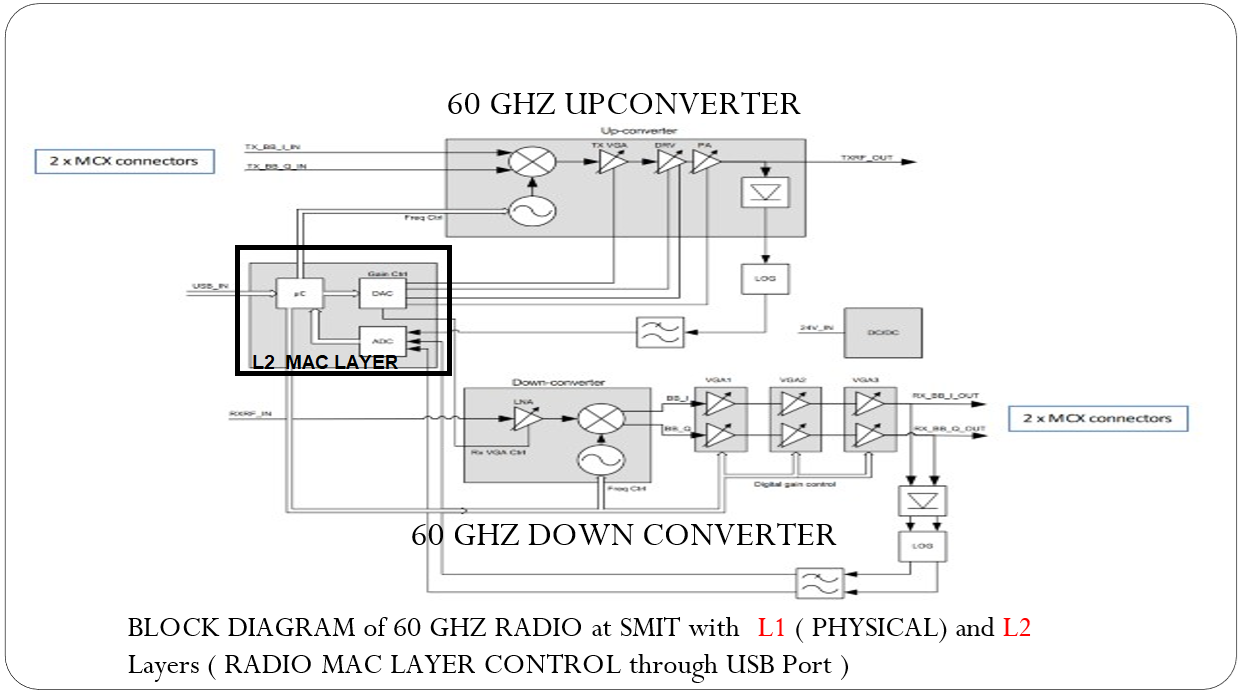 60 GHZ UPCONVERTER
Up-converter
2 x MCX connectors
TX_BB_I_IN
TX_BB_Q_IN
TX VGA
DRV
PA
TXRF_OUT
Freq Ctrl
USB_IN
µC
Gain Ctrl
DAC
ADC
L2 MAC LAYER
LOG
24V_IN
DC/DC
Down-converter
VGA1
VGA2
VGA3
RXRF_IN
LNA
BB_I
BB_Q
RX_BB_I_OUT
RX_BB_Q_OUT
2 x MCX connectors
Rx VGA Ctrl
Freq Ctrl
Digital gain control
60 GHZ DOWN CONVERTER
LOG
BLOCK DIAGRAM of 60 GHZ RADIO at SMIT with L1 ( PHYSICAL) and L2
Layers ( RADIO MAC LAYER CONTROL through USB Port )